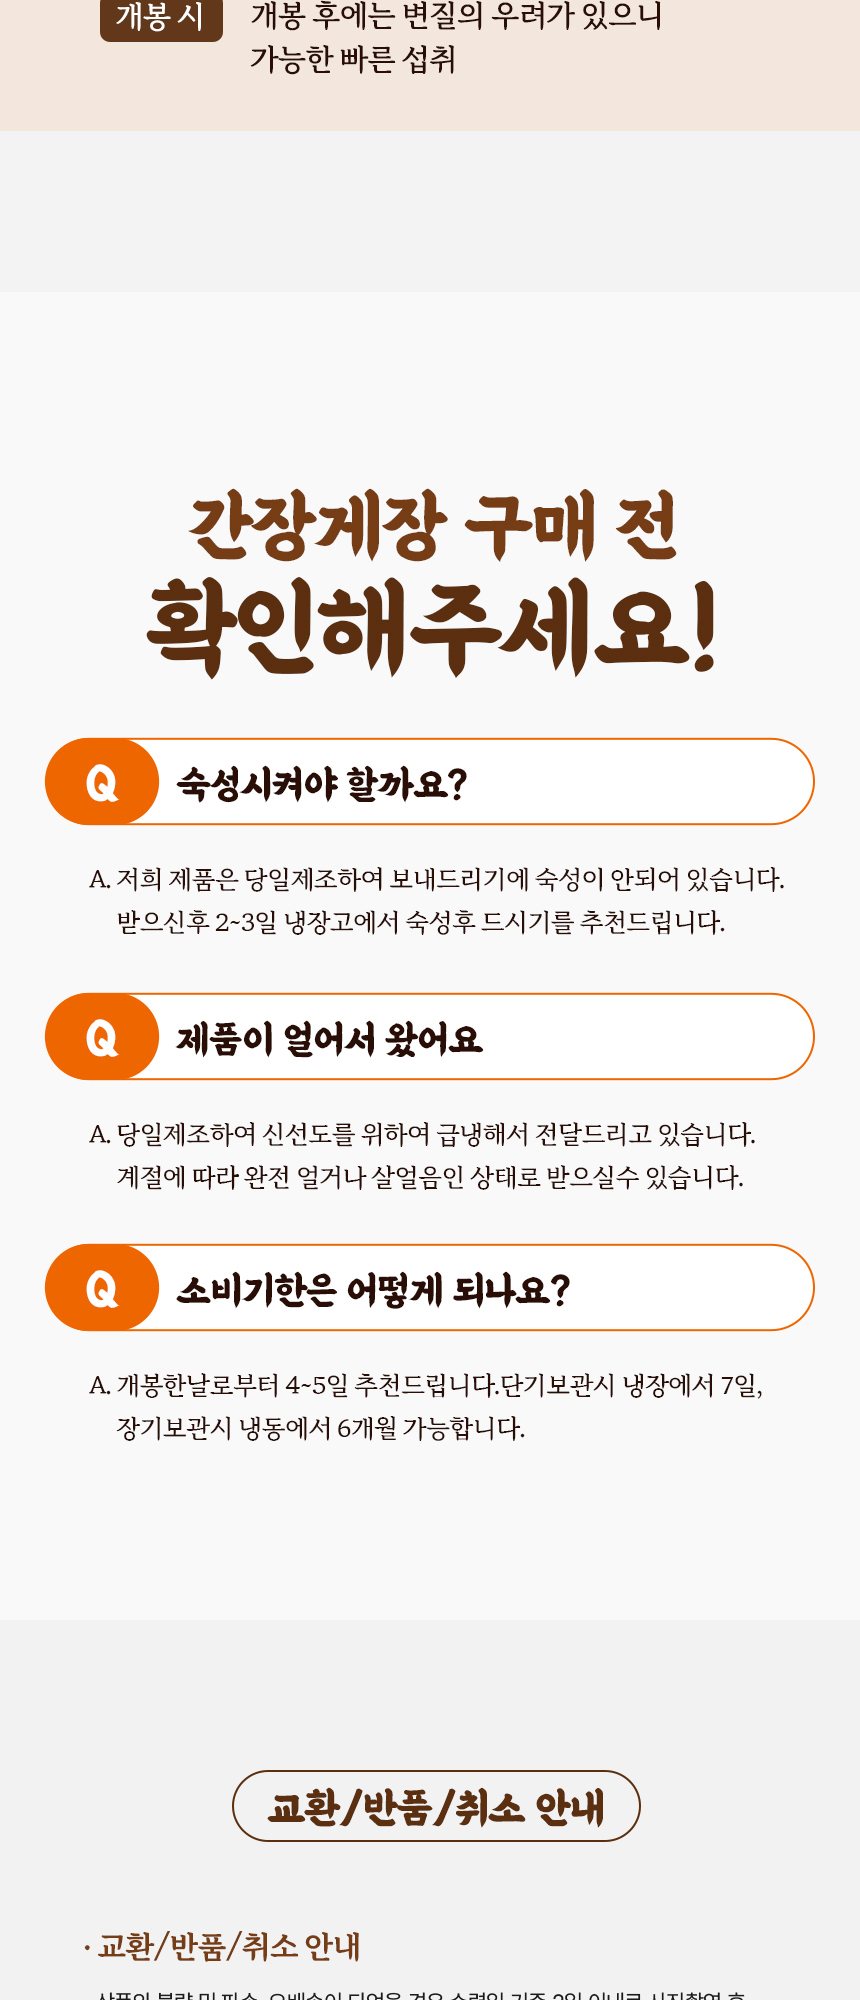 개봉 시
개봉 후에는 변질의 우려가 있으니
가능한 빠른 섭취
간장게장 구매 전
확인해주세요!
Q 숙성시켜야 할까요?
A. 저희 제품은 당일제조하여 보내드리기에 숙성이 안되어 있습니다.
받으신후 2~3일 냉장고에서 숙성후 드시기를 추천드립니다.
Q 제품이 얼어서 왔어요
A. 당일제조하여 신선도를 위하여 급냉해서 전달드리고 있습니다.
계절에 따라 완전 얼거나 살얼음인 상태로 받으실수 있습니다.
Q 소비기한은 어떻게 되나요?
A. 개봉한날로부터 4~5일 추천드립니다.단기보관시 냉장에서 7일,
장기보관시 냉동에서 6개월 가능합니다.
교환/반품/취소 안내
· 교환/반품/취소 안내